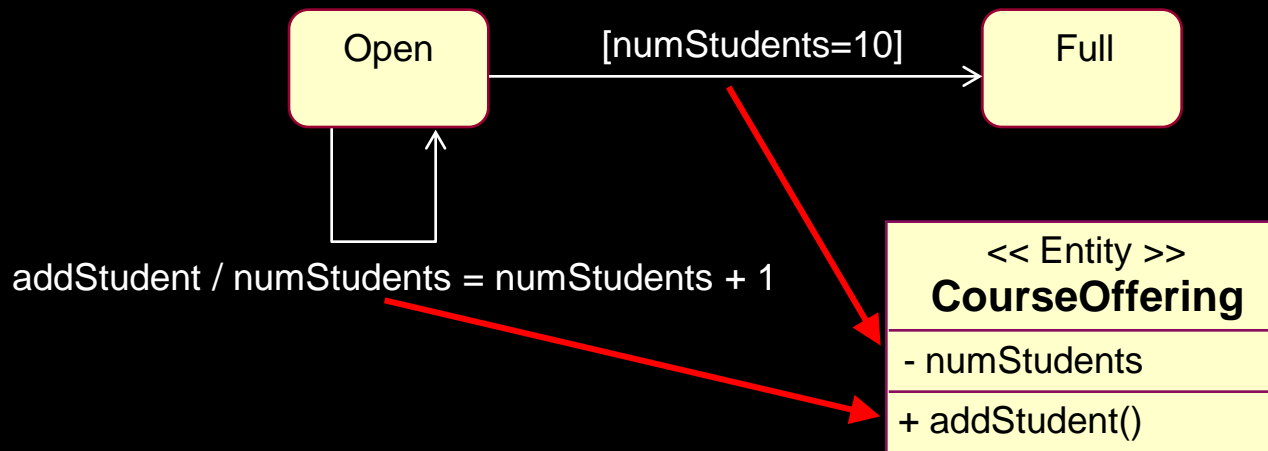 Open
[numStudents=10]
Full
addStudent / numStudents = numStudents + 1
<< Entity >>
CourseOffering
- numStudents
+ addStudent()